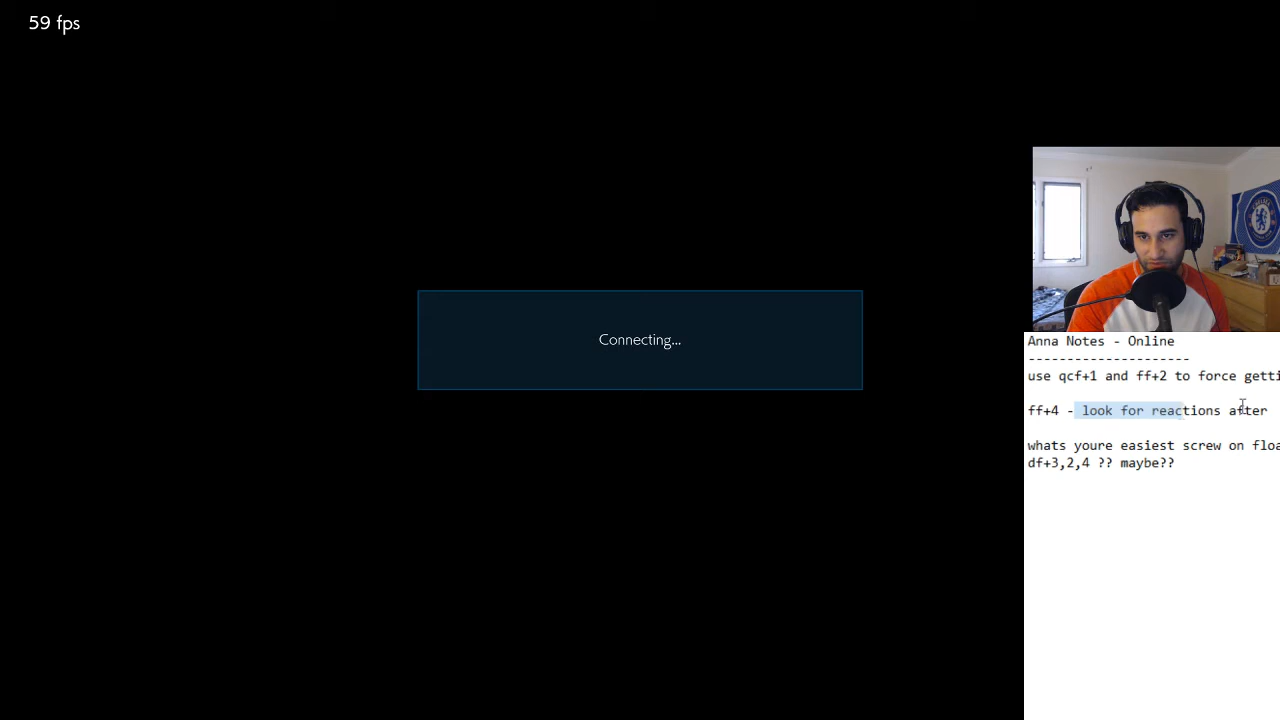 59 fps
Connecting...
Anna Notes - Online
---------------------
use qcf+1 and ff+2 to force getti
ff+4 - look for reactions after
whats youre easiest screw on floa
df+3,2,4 ?? maybe??